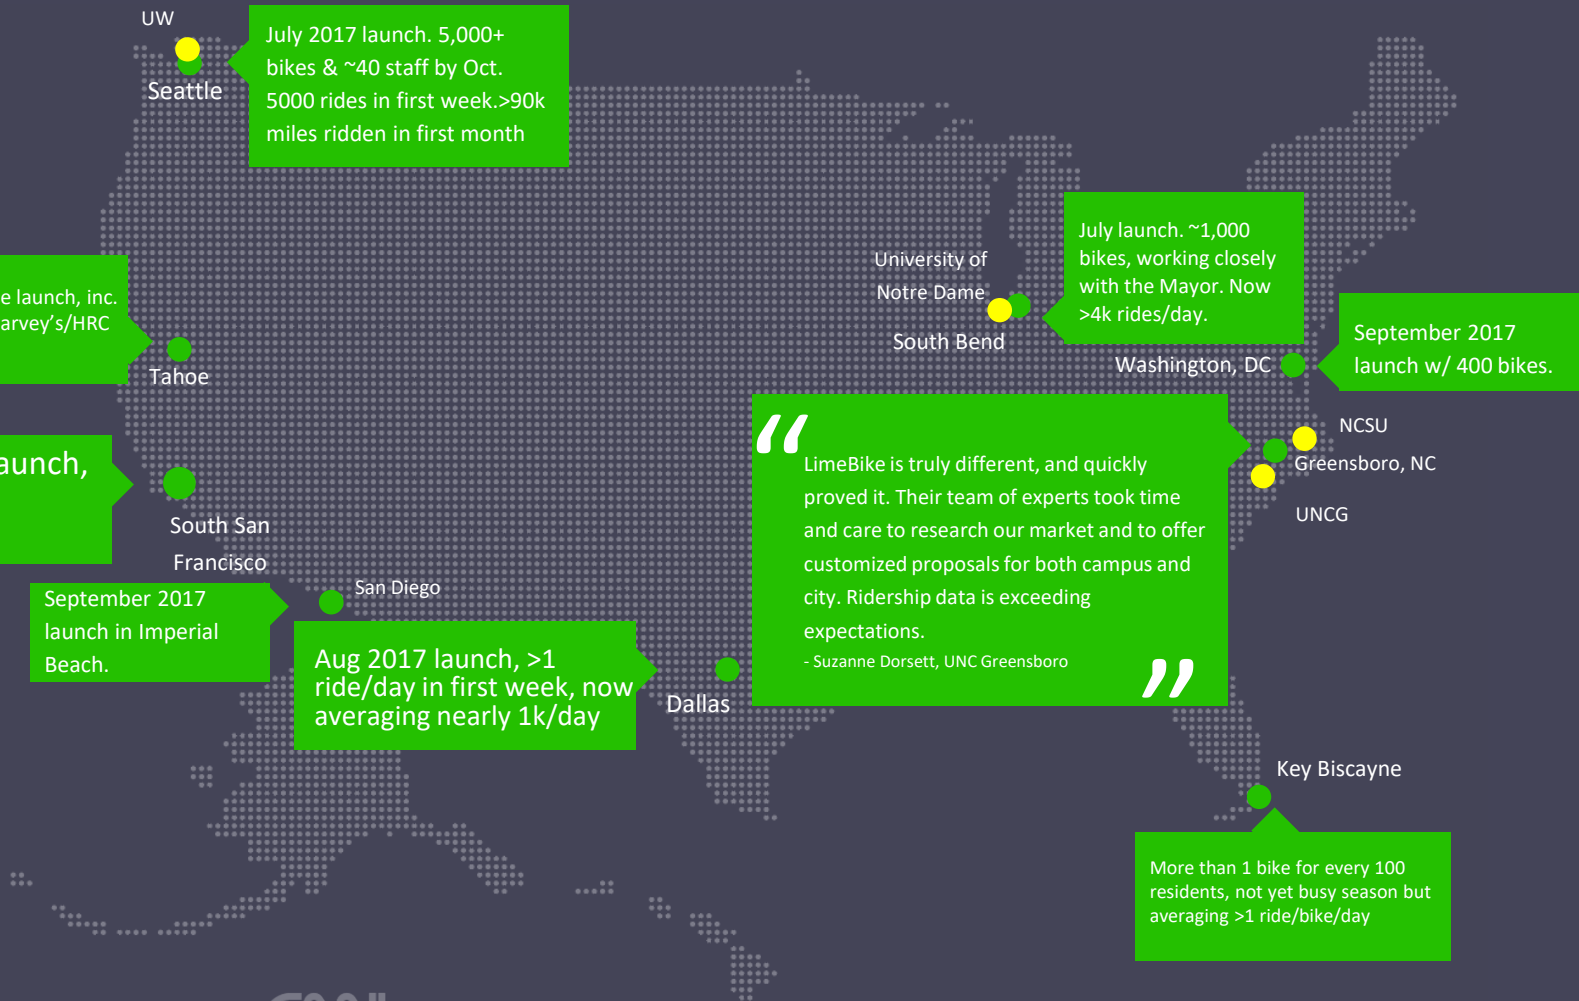 UW
July 2017 launch. 5,000+
bikes & ~40 staff by Oct.
5000 rides in first week.>90k
miles ridden in first month
Seattle
July launch. ~1,000
bikes, working closely
with the Mayor. Now
>4k rides/day.
University of
Notre Dame
South Bend
launch, inc.
arvey's/HRC
Tahoe
September 2017
launch w/ 400 bikes.
Washington, DC
NCSU
Greensboro, NC
UNCG
“
LimeBike is truly different, and quickly
proved it. Their team of experts took time
and care to research our market and to offer
customized proposals for both campus and
city. Ridership data is exceeding
expectations.
- Suzanne Dorsett, UNC Greensboro
”
aunch,
South San
Francisco
San Diego
September 2017
launch in Imperial
Beach.
Aug 2017 launch, >1
ride/day in first week, now
averaging nearly 1k/day
Dallas
Key Biscayne
More than 1 bike for every 100
residents, not yet busy season but
averaging >1 ride/bike/day